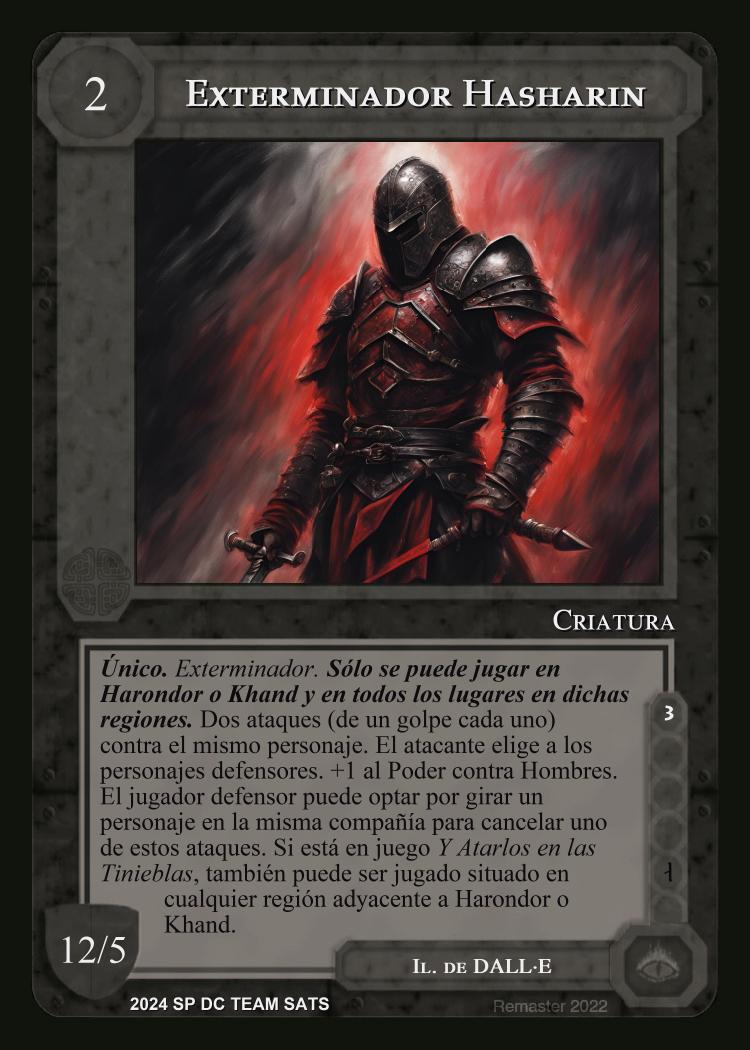 2
Exterminador Hasharin
Criatura
Único. Exterminador. Sólo se puede jugar en
Harondor o Khand y en todos los lugares en dichas
regiones. Dos ataques (de un golpe cada uno)
contra el mismo personaje. El atacante elige a los
personajes defensores. +1 al Poder contra Hombres.
El jugador defensor puede optar por girar un
personaje en la misma compañía para cancelar uno
de estos ataques. Si está en juego Y Atarlos en las
Tinieblas, también puede ser jugado situado en
cualquier región adyacente a Harondor o
Khand.
3
12/5
Il. de DALL·E
2024 SP DC TEAM SATS
Remaster 2022